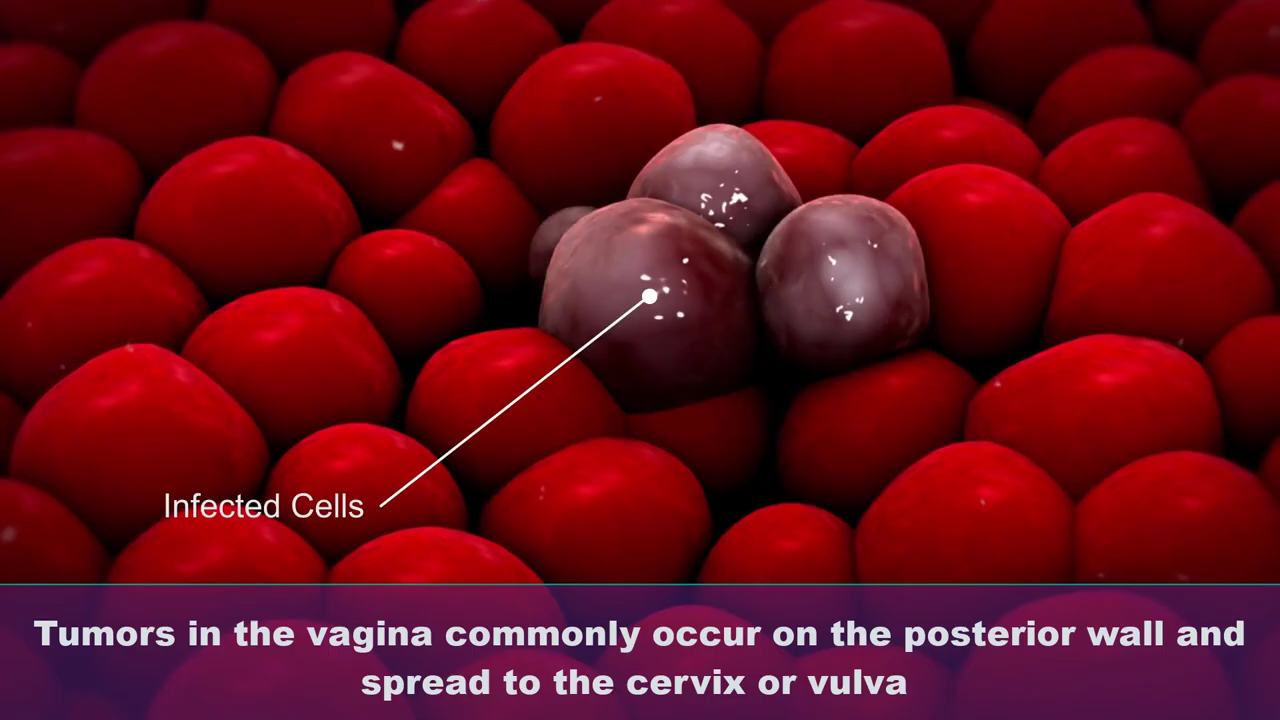 Infected Cells
Tumors in the vagina commonly occur on the posterior wall and
spread to the cervix or vulva